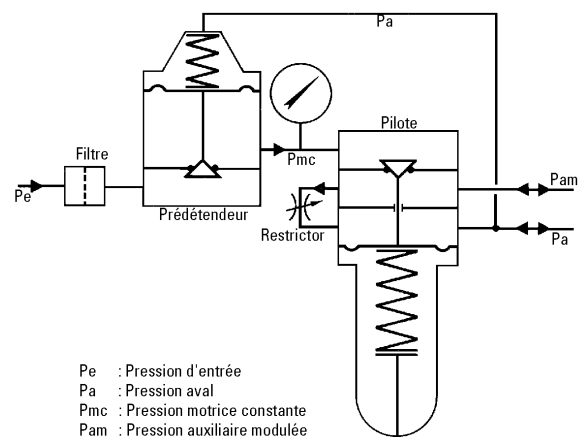 Pa
Pilote
Filtre
Pmc
Pam
Pe
Prédétendeur
Restrictor
Pa
Pe : Pression d'entrée
Pa : Pression aval
Pmc : Pression motrice constante
Pam : Pression auxiliaire modulée